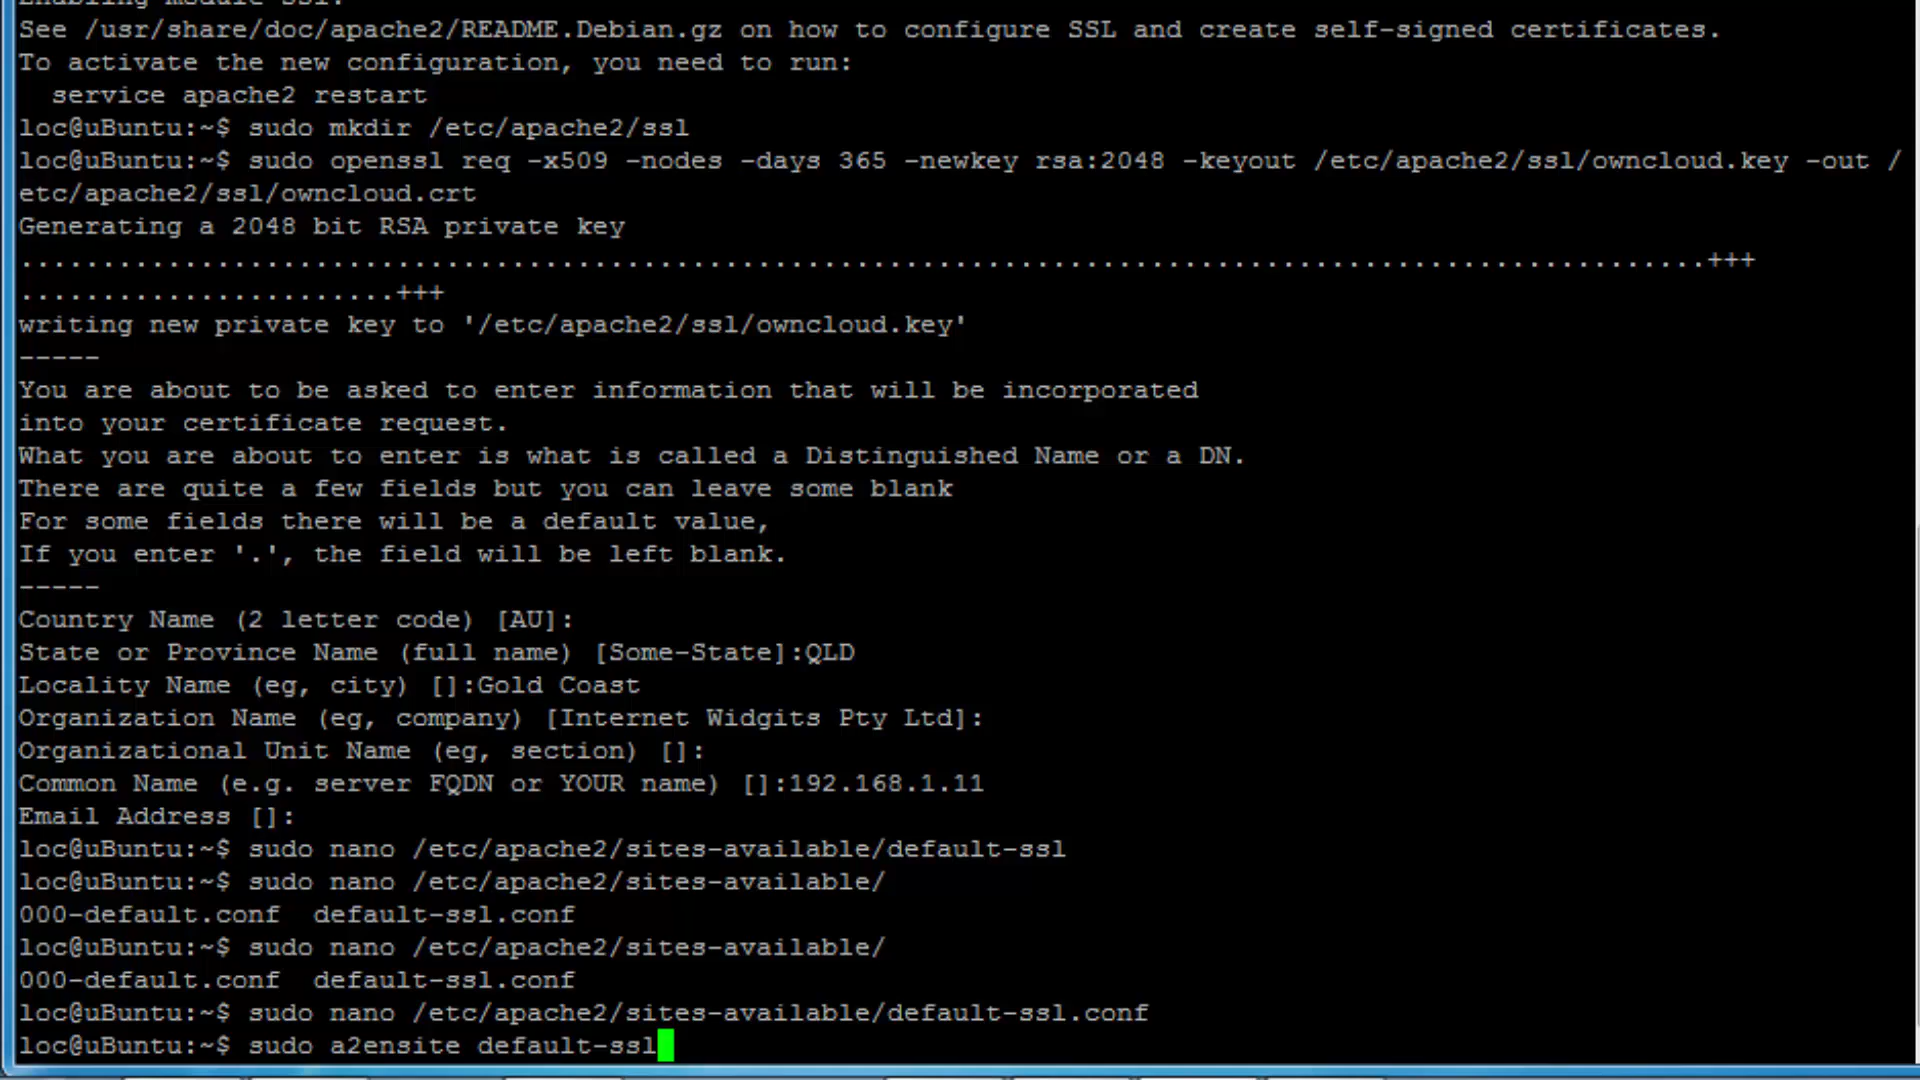 Enabling module ssl.
See /usr/share/doc/apache2/README.Debian.gz on how to configure SSL and create self-signed certificates.
To activate the new configuration, you need to run:
  service apache2 restart
loc@uBuntu:~$ sudo mkdir /etc/apache2/ssl
loc@uBuntu:~$ sudo openssl req -x509 -nodes -days 365 -newkey rsa:2048 -keyout /etc/apache2/ssl/owncloud.key -out /
etc/apache2/ssl/owncloud.crt
Generating a 2048 bit RSA private key
.......................................................................................................+++
.......................+++
writing new private key to '/etc/apache2/ssl/owncloud.key'
-----
You are about to be asked to enter information that will be incorporated
into your certificate request.
What you are about to enter is what is called a Distinguished Name or a DN.
There are quite a few fields but you can leave some blank
For some fields there will be a default value,
If you enter '.', the field will be left blank.
-----
Country Name (2 letter code) [AU]:
State or Province Name (full name) [Some-State]:QLD
Locality Name (eg, city) []:Gold Coast
Organization Name (eg, company) [Internet Widgits Pty Ltd]:
Organizational Unit Name (eg, section) []:
Common Name (e.g. server FQDN or YOUR name) []:192.168.1.11
Email Address []:
loc@uBuntu:~$ sudo nano /etc/apache2/sites-available/default-ssl
loc@uBuntu:~$ sudo nano /etc/apache2/sites-available/
000-default.conf  default-ssl.conf
loc@uBuntu:~$ sudo nano /etc/apache2/sites-available/
000-default.conf  default-ssl.conf
loc@uBuntu:~$ sudo nano /etc/apache2/sites-available/default-ssl.conf
loc@uBuntu:~$ sudo a2ensite default-ssl